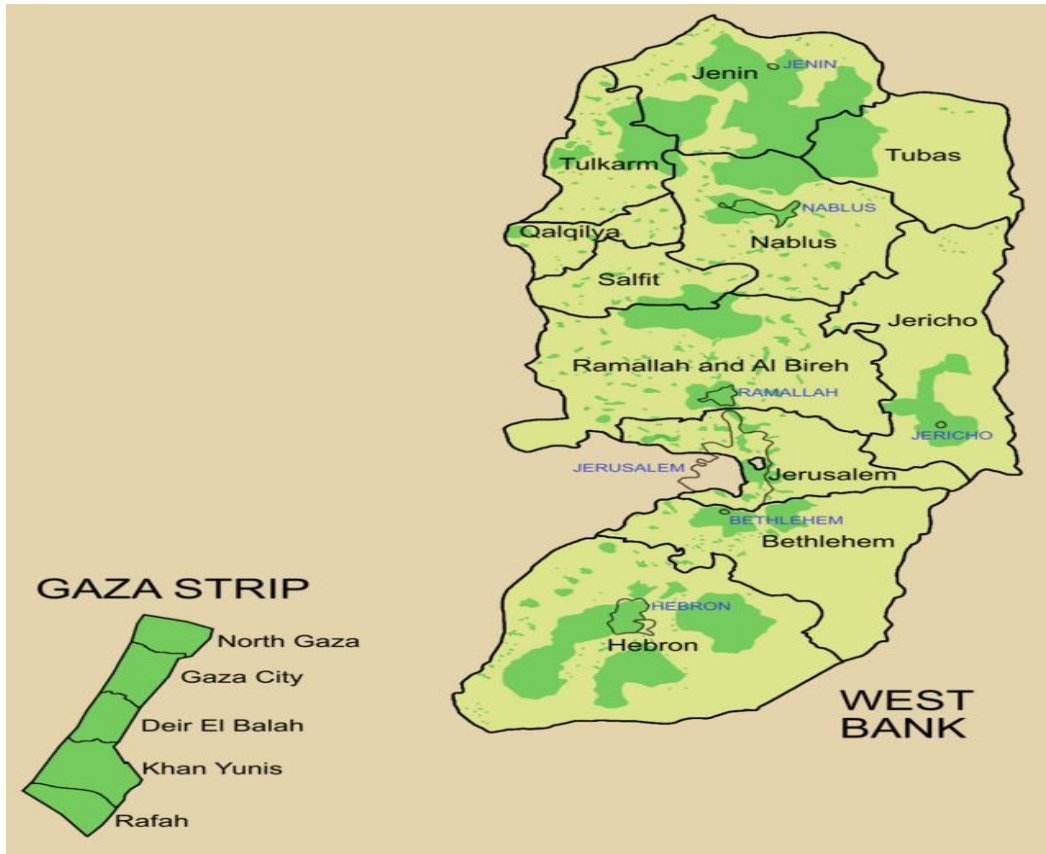 Jenin
JENIN
Tubas
Tulkarm
NABLUS
Qalqilya
Nablus
Salfit
Jericho
Ramallah and Al Bireh
RAMALLAH
JERICHO
JERUSALEM
Jerusalem
BETHLEHEM
Bethlehem
HEBRON
Hebron
WEST
BANK
GAZA STRIP
North Gaza
Gaza City
Deir El Balah
Khan Yunis
Rafah